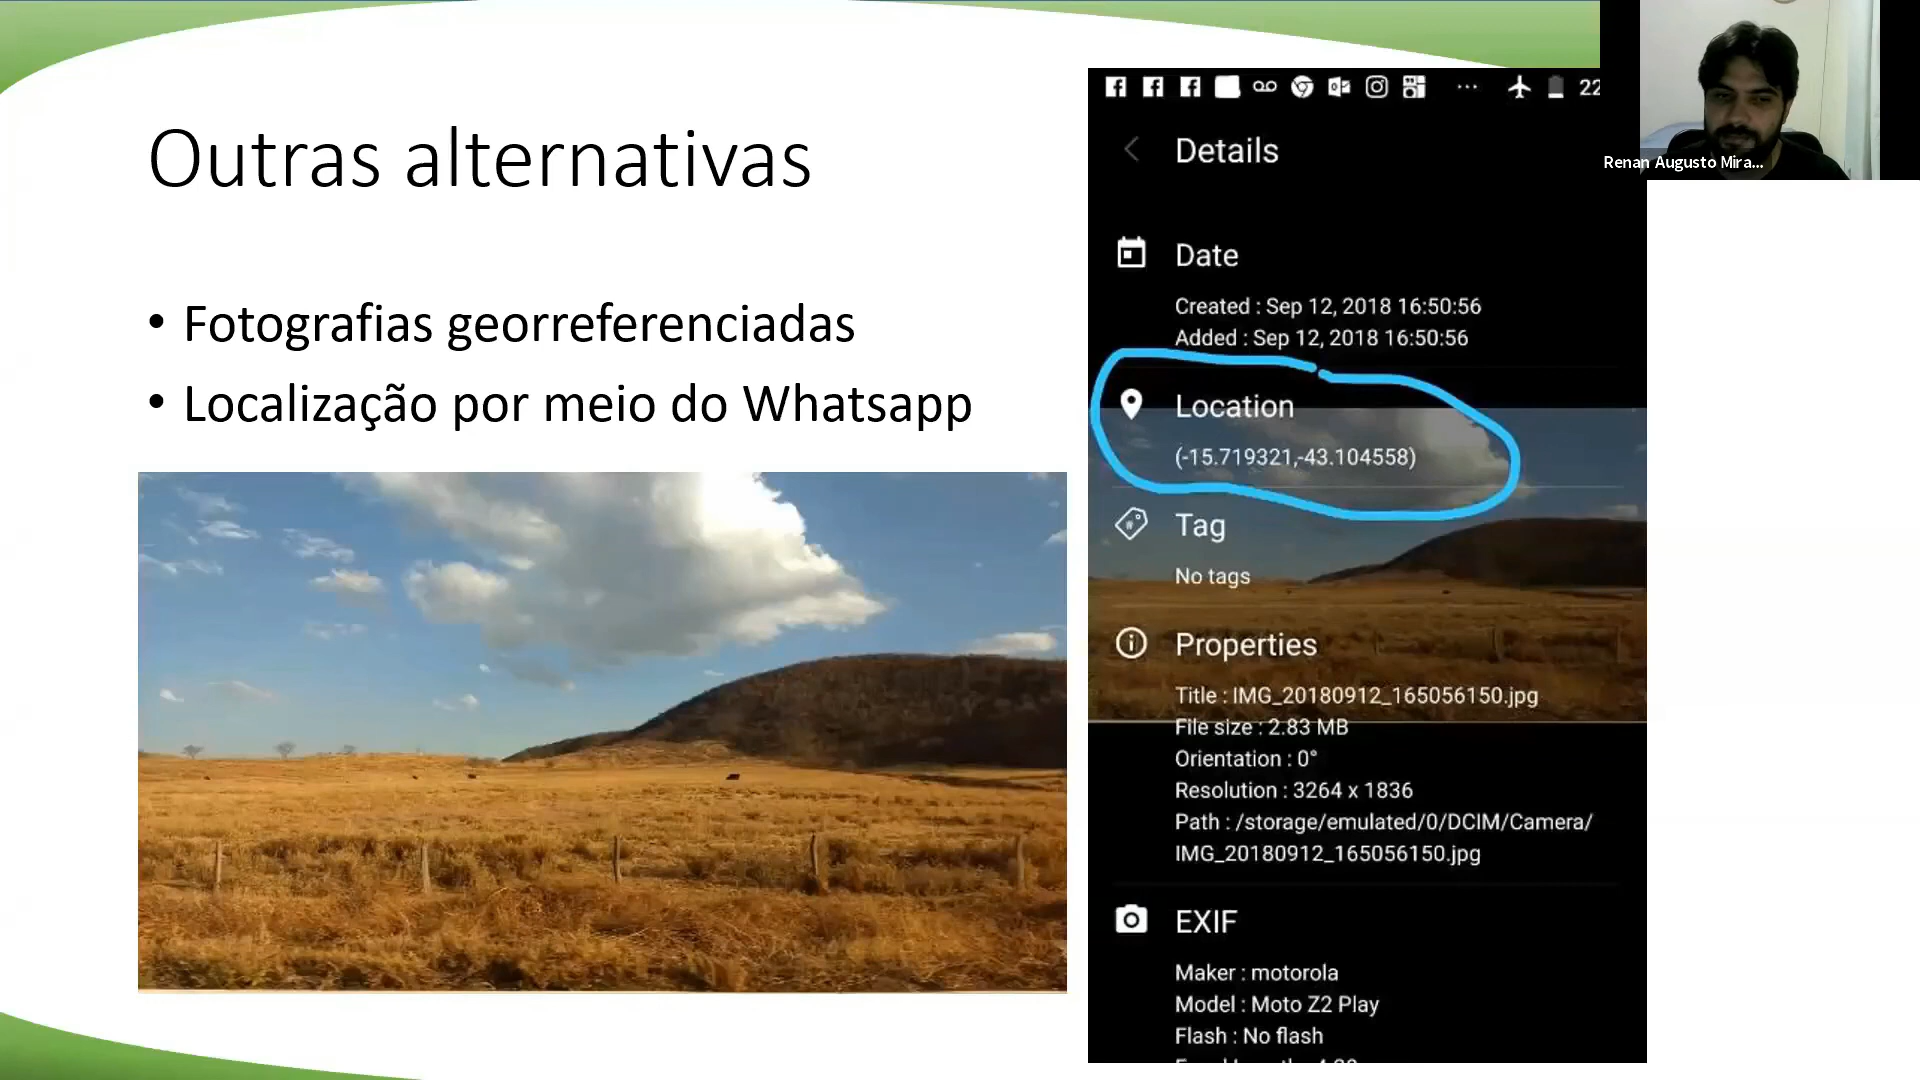 Outras alternativas
• Fotografias georreferenciadas
• Localização por meio do Whatsapp
22
Details
Date
Created : Sep 12, 2018 16:50:56
Added : Sep 12, 2018 16:50:56
Location
(-15.719321,-43.104558)
Tag
No tags
Properties
Title : IMG_20180912_165056150.jpg
File size : 2.83 MB
Orientation : 0°
Resolution : 3264 x 1836
Path : /storage/emulated/0/DCIM/Camera/
IMG_20180912_165056150.jpg
EXIF
Maker : motorola
Model : Moto Z2 Play
Flash : No flash
Renan Augusto Mira...